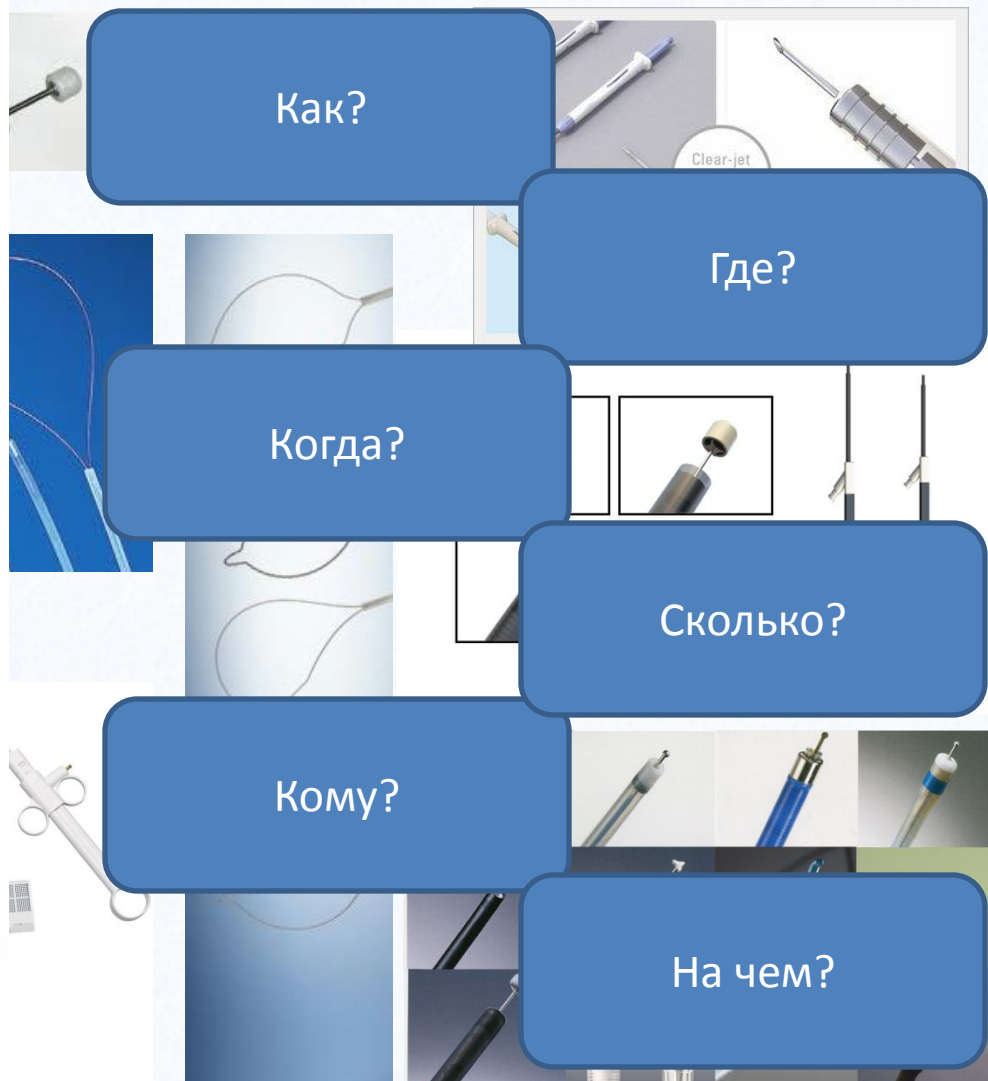 Как?
Clear-jet
Где?
Когда?
Сколько?
Кому?
На чем?